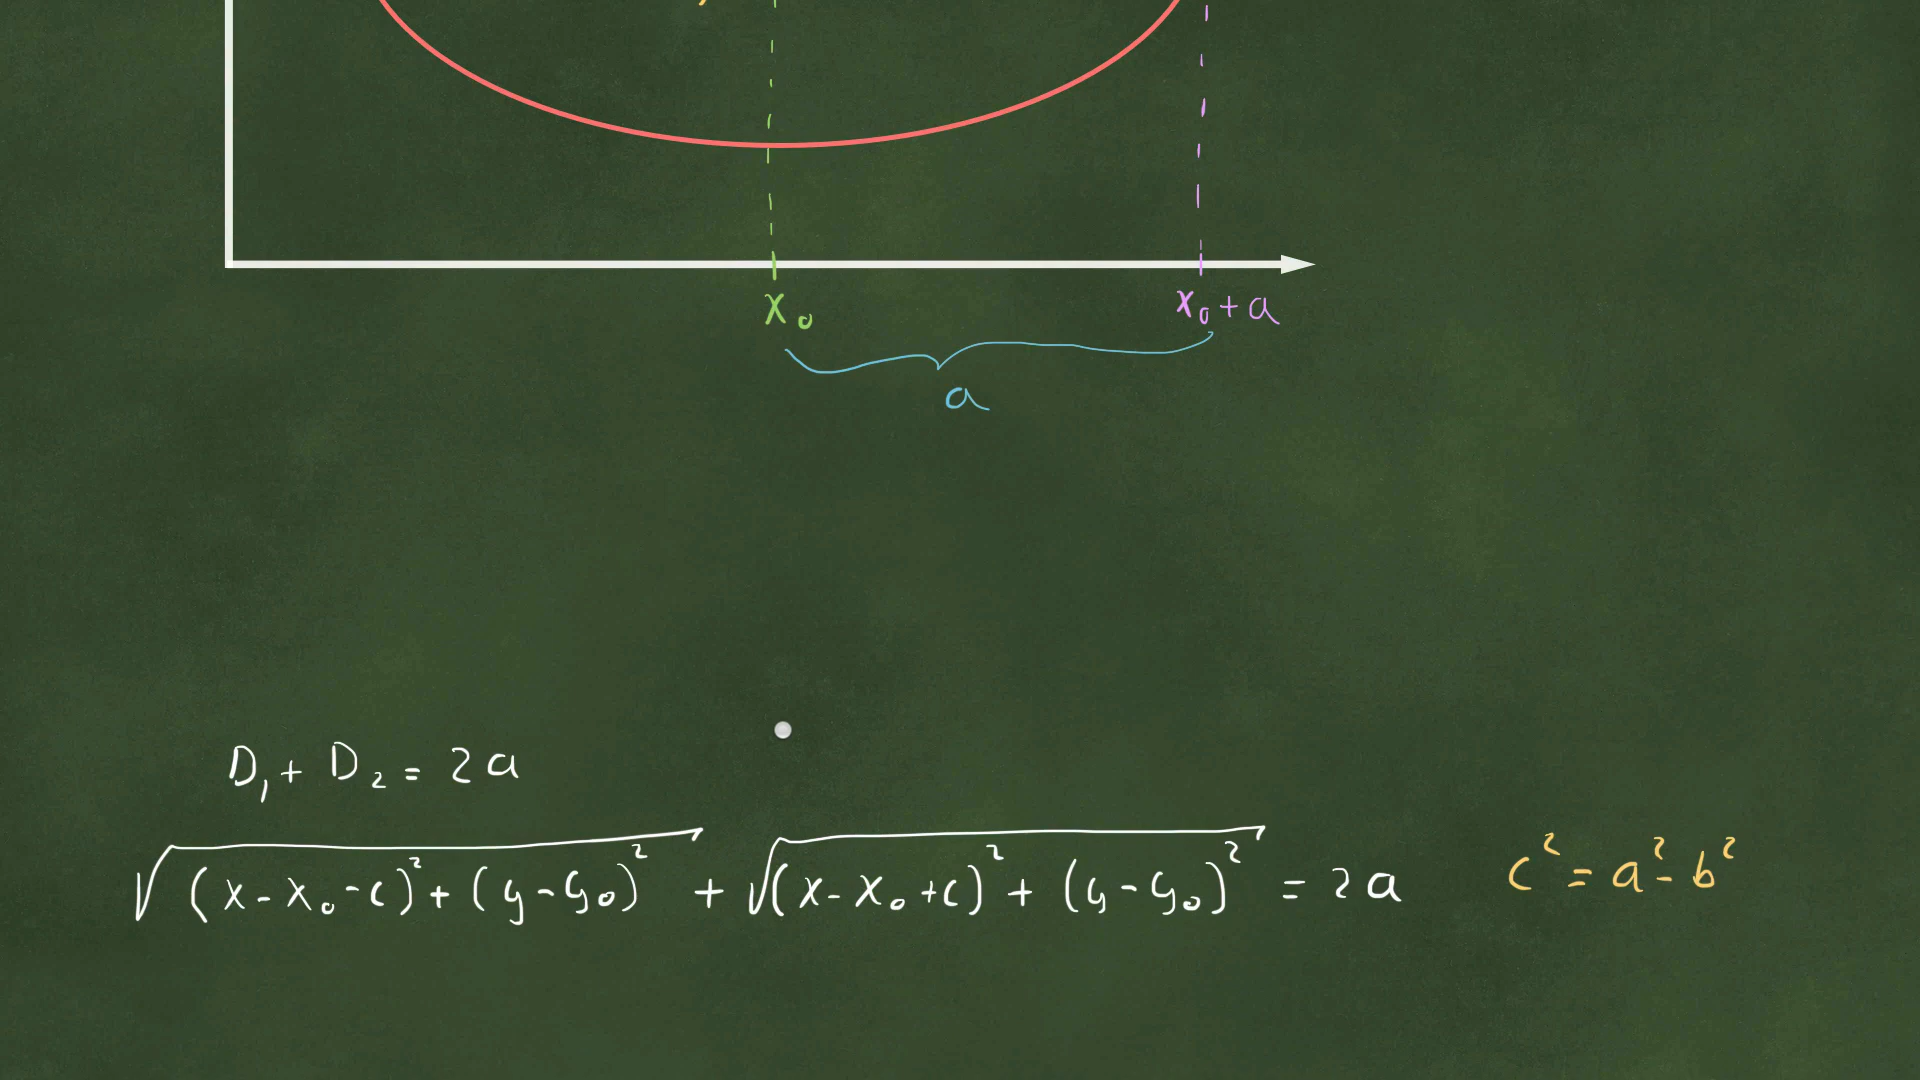 x₀ x₀+a
a
D₁ + D₂ = 2a
√((x-x₀-c)²+(y-y₀)²) + √((x-x₀+c)²+(y-y₀)²) = 2a c² = a² - b²